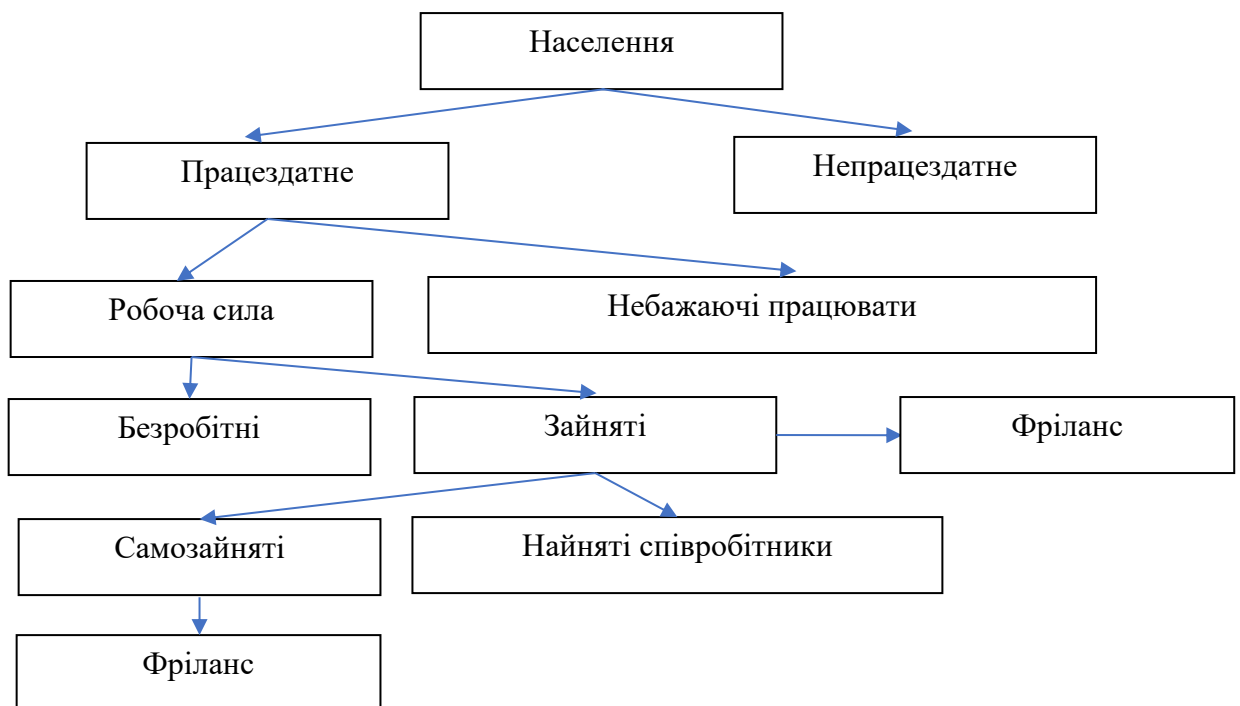 Населення
Працездатне
Непрацездатне
Робоча сила
Небажаючі працювати
Безробітні
Зайняті
Фріланс
Самозайняті
Найняті співробітники
Фріланс